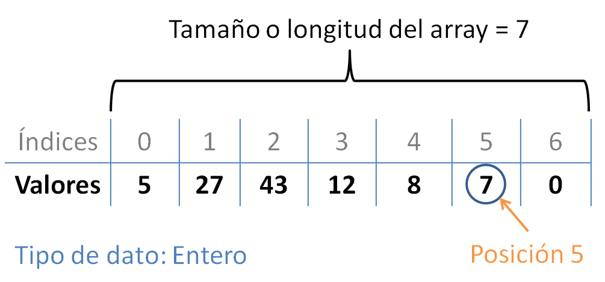 Tamaño o longitud del array = 7
Índices 0 1 2 3 4 5 6
Valores 5 27 43 12 8 7 0
Tipo de dato: Entero
Posición 5